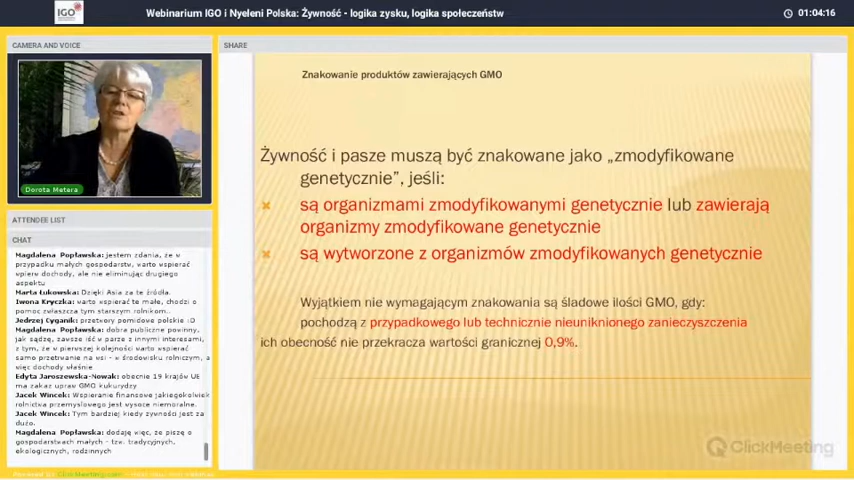 IGO
Webinarium IGO i Nyeleni Polska: Żywność - logika zysku, logika społeczeństw
01:04:16
CAMERA AND VOICE
SHARE
Dorota Metera
ATTENDEE LIST
CHAT
Magdalena Popławska: jestem zdania, że w
przypadku małych gospodarstw, warto wspierać
wpierw dochody, ale nie eliminując drugiego
aspektu
Marta Łukowska: Dzięki Asia za te źródła.
Iwona Kryczka: warto wspierać te małe, chodzi o
pomoc zwłaszcza tym starszym rolnikom..
Jedrzej Cyganik: przetwory pomidowe polskie :D
Magdalena Popławska: dobra publiczne powinny,
jak sądzę, zawsze iść w parze z innymi interesami,
z tym, że w pierwszej kolejności warto wspierać
samo przetrwanie na wsi - w środowisku rolniczym, a
więc dochody właśnie
Edyta Jaroszewska-Nowak: obecnie 19 krajów UE
ma zakaz upraw GMO kukurydzy
Jacek Wincek: Wspieranie finansowe jakiegokolwiek
rolnictwa przemysłowego jest wysoce niemoralne.
Jacek Wincek: Tym bardziej kiedy żywności jest za
dużo.
Magdalena Popławska: dodaję więc, że piszę o
gospodarstwach małych - tzw. tradycyjnych,
ekologicznych, rodzinnych
Znakowanie produktów zawierających GMO
Żywność i pasze muszą być znakowane jako „zmodyfikowane
genetycznie”, jeśli:
są organizmami zmodyfikowanymi genetycznie lub zawierają
organizmy zmodyfikowane genetycznie
są wytworzone z organizmów zmodyfikowanych genetycznie
Wyjątkiem nie wymagającym znakowania są śladowe ilości GMO, gdy:
pochodzą z przypadkowego lub technicznie nieuniknionego zanieczyszczenia
ich obecność nie przekracza wartości granicznej 0,9%.
ClickMeeting